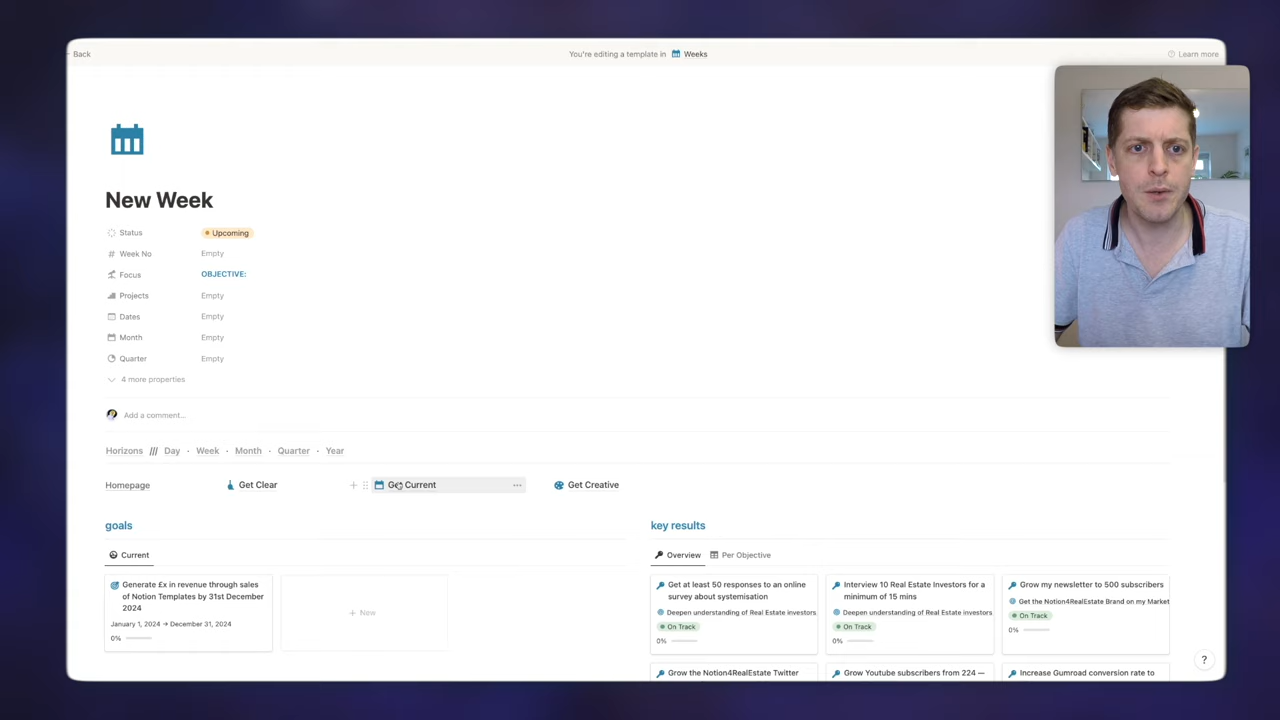 Back
You're editing a template in Weeks
Learn more
New Week
Status Upcoming
Week No Empty
Focus OBJECTIVE:
Projects Empty
Dates Empty
Month Empty
Quarter Empty
4 more properties
Add a comment...
Horizons /// Day · Week · Month · Quarter · Year
Homepage Get Clear Get Current Get Creative
goals
Current
Generate £x in revenue through sales
of Notion Templates by 31st December
2024
January 1, 2024 → December 31, 2024
0%
+ New
key results
Overview Per Objective
Get at least 50 responses to an online
survey about systematisation
Deepen understanding of Real Estate investors
On Track
0%
Interview 10 Real Estate Investors for a
minimum of 15 mins
Deepen understanding of Real Estate investors
On Track
0%
Grow my newsletter to 500 subscribers
Get the Notion4RealEstate Brand on my Market
On Track
0%
Grow the Notion4RealEstate Twitter
Grow Youtube subscribers from 224 —
Increase Gumroad conversion rate to
?